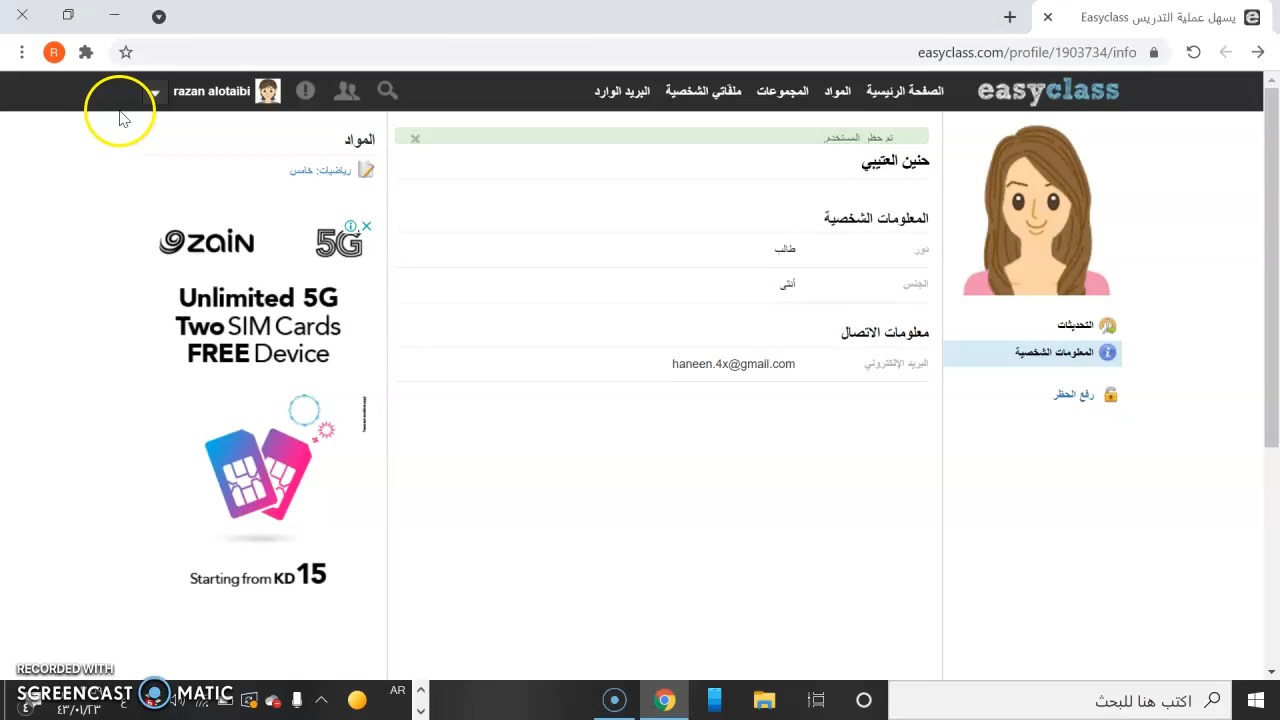 يسهل عملية التدريس Easyclass
easyclass.com/profile/1903734/info
R
easyclass
الصفحة الرئيسية
المواد
المجموعات
ملفاتي الشخصية
البريد الوارد
razan alotaibi
تم حظر المستخدم.
حنين العتيبي
المعلومات الشخصية
دور
طالب
الجنس
أنثى
معلومات الاتصال
البريد الإلكتروني
haneen.4x@gmail.com
التحديثات
المعلومات الشخصية
رفع الحظر
المواد
رياضيات: خامس
zain
5G
Unlimited 5G
Two SIM Cards
FREE Device
Starting from KD 15
RECORDED WITH
SCREENCAST MATIC
AR
ع
٤٣/٠١/٢٣
اكتب هنا للبحث